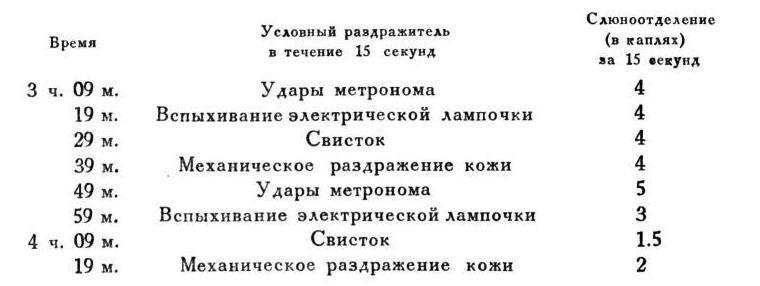 Время Условный раздражитель в течение 15 секунд Слюноотделение (в каплях) за 15 секунд
3 ч. 09 м. Удары метронома 4
19 м. Вспыхивание электрической лампочки 4
29 м. Свисток 4
39 м. Механическое раздражение кожи 4
49 м. Удары метронома 5
59 м. Вспыхивание электрической лампочки 3
4 ч. 09 м. Свисток 1.5
19 м. Механическое раздражение кожи 2